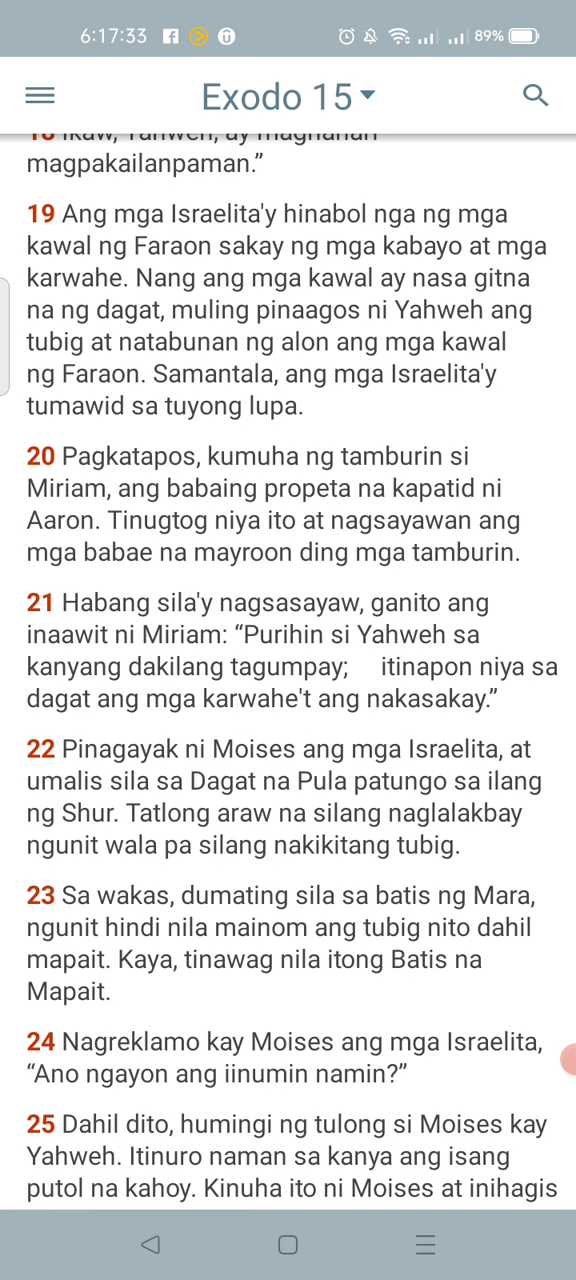 6:17:33
89%
Exodo 15
18 Ikaw, Yahweh, ay maghahari
magpakailanpaman.”
19 Ang mga Israelita'y hinabol nga ng mga
kawal ng Faraon sakay ng mga kabayo at mga
karwahe. Nang ang mga kawal ay nasa gitna
na ng dagat, muling pinaagos ni Yahweh ang
tubig at natabunan ng alon ang mga kawal
ng Faraon. Samantala, ang mga Israelita'y
tumawid sa tuyong lupa.
20 Pagkatapos, kumuha ng tamburin si
Miriam, ang babaing propeta na kapatid ni
Aaron. Tinugtog niya ito at nagsayawan ang
mga babae na mayroon ding mga tamburin.
21 Habang sila'y nagsasayaw, ganito ang
inaawit ni Miriam: “Purihin si Yahweh sa
kanyang dakilang tagumpay;     itinapon niya sa
dagat ang mga karwahe't ang nakasakay.”
22 Pinagayak ni Moises ang mga Israelita, at
umalis sila sa Dagat na Pula patungo sa ilang
ng Shur. Tatlong araw na silang naglalakbay
ngunit wala pa silang nakikitang tubig.
23 Sa wakas, dumating sila sa batis ng Mara,
ngunit hindi nila mainom ang tubig nito dahil
mapait. Kaya, tinawag nila itong Batis na
Mapait.
24 Nagreklamo kay Moises ang mga Israelita,
“Ano ngayon ang iinumin namin?”
25 Dahil dito, humingi ng tulong si Moises kay
Yahweh. Itinuro naman sa kanya ang isang
putol na kahoy. Kinuha ito ni Moises at inihagis